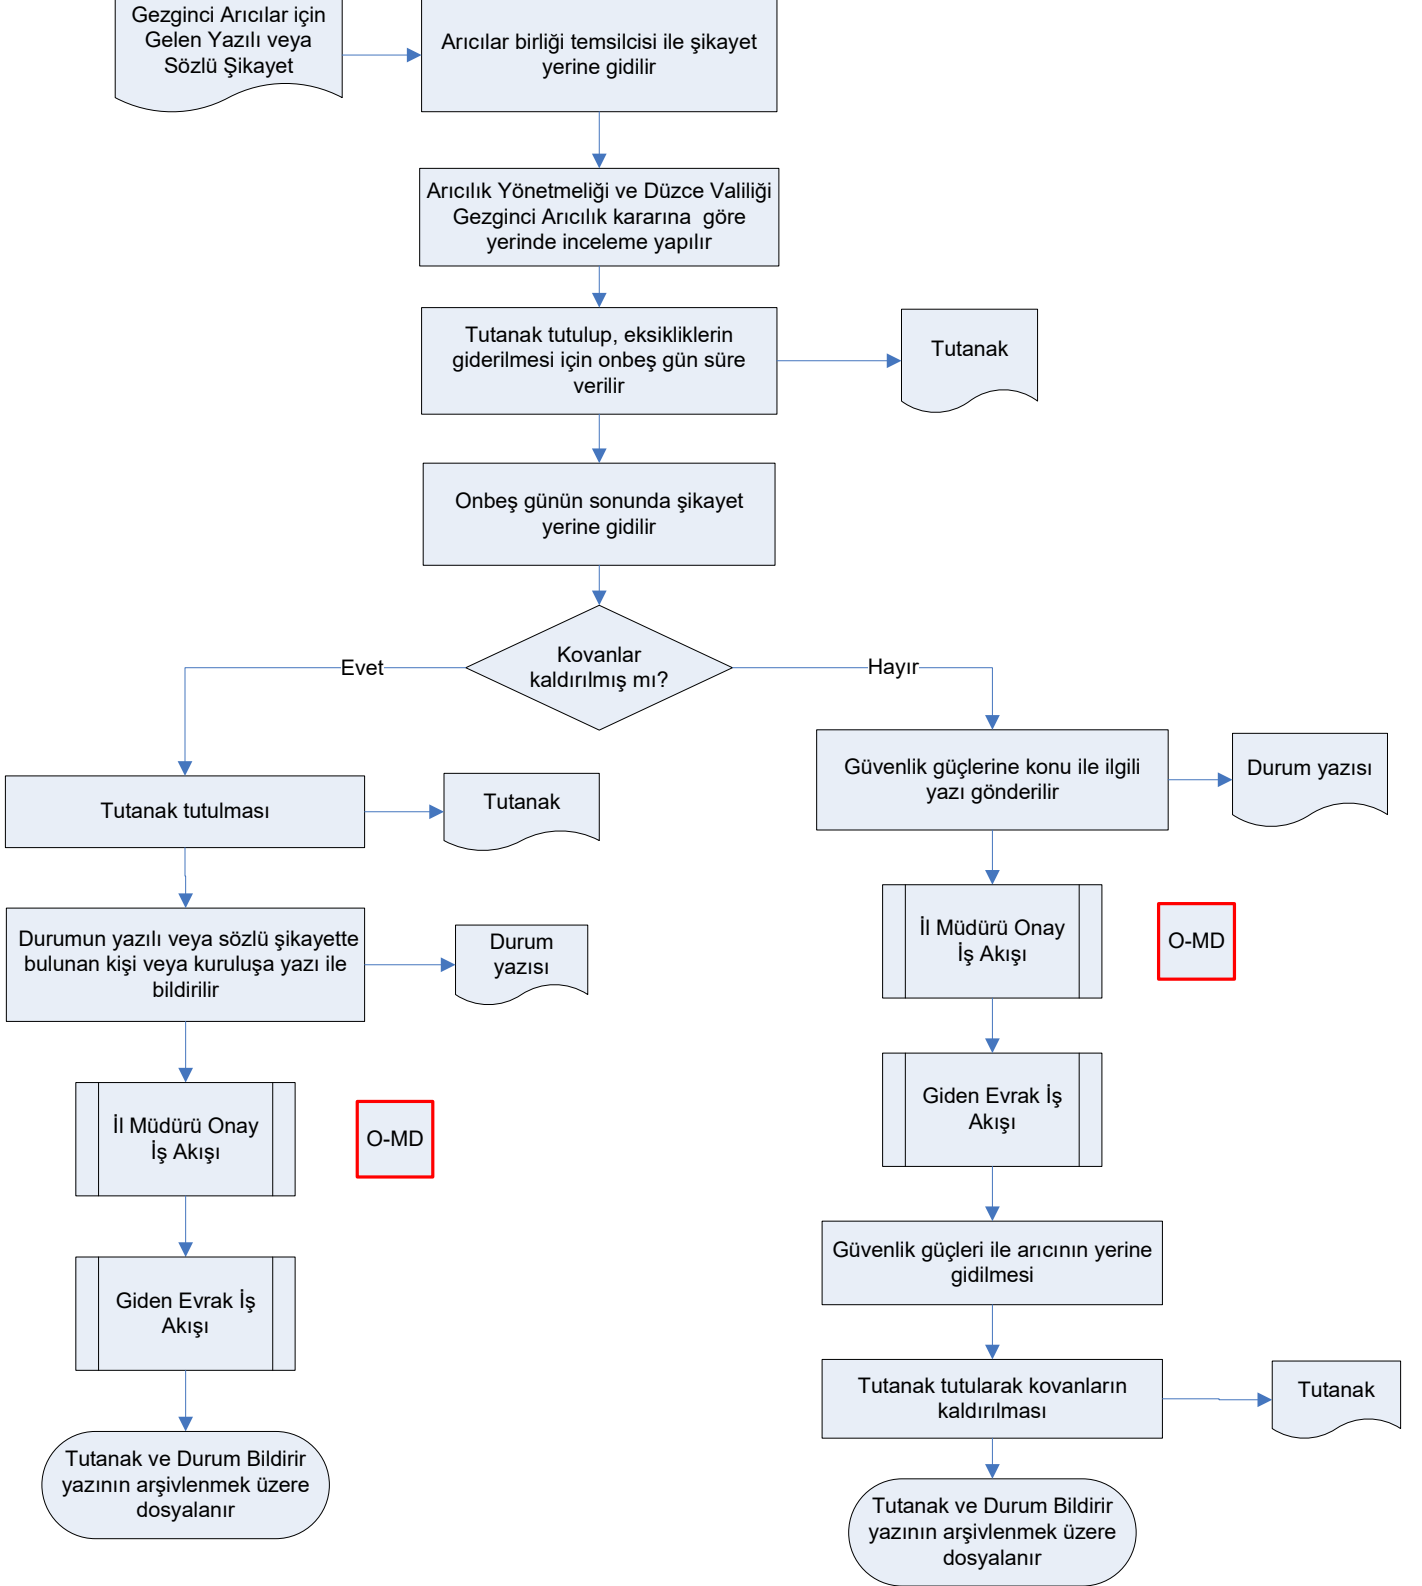 Gezginci Arıcılar için
Gelen Yazılı veya
Sözlü Şikayet
Arıcılar birliği temsilcisi ile şikayet
yerine gidilir
Arıcılık Yönetmeliği ve Düzce Valiliği
Gezginci Arıcılık kararına göre
yerinde inceleme yapılır
Tutanak tutulup, eksikliklerin
giderilmesi için onbeş gün süre
verilir
Tutanak
Onbeş günün sonunda şikayet
yerine gidilir
Kovanlar
kaldırılmış mı?
Evet
Hayır
Tutanak tutulması
Tutanak
Durumun yazılı veya sözlü şikayette
bulunan kişi veya kuruluşa yazı ile
bildirilir
Durum
yazısı
İl Müdürü Onay
İş Akışı
O-MD
Giden Evrak İş
Akışı
Tutanak ve Durum Bildirir
yazının arşivlenmek üzere
dosyalanır
Güvenlik güçlerine konu ile ilgili
yazı gönderilir
Durum yazısı
İl Müdürü Onay
İş Akışı
O-MD
Giden Evrak İş
Akışı
Güvenlik güçleri ile arıcının yerine
gidilmesi
Tutanak tutularak kovanların
kaldırılması
Tutanak
Tutanak ve Durum Bildirir
yazının arşivlenmek üzere
dosyalanır